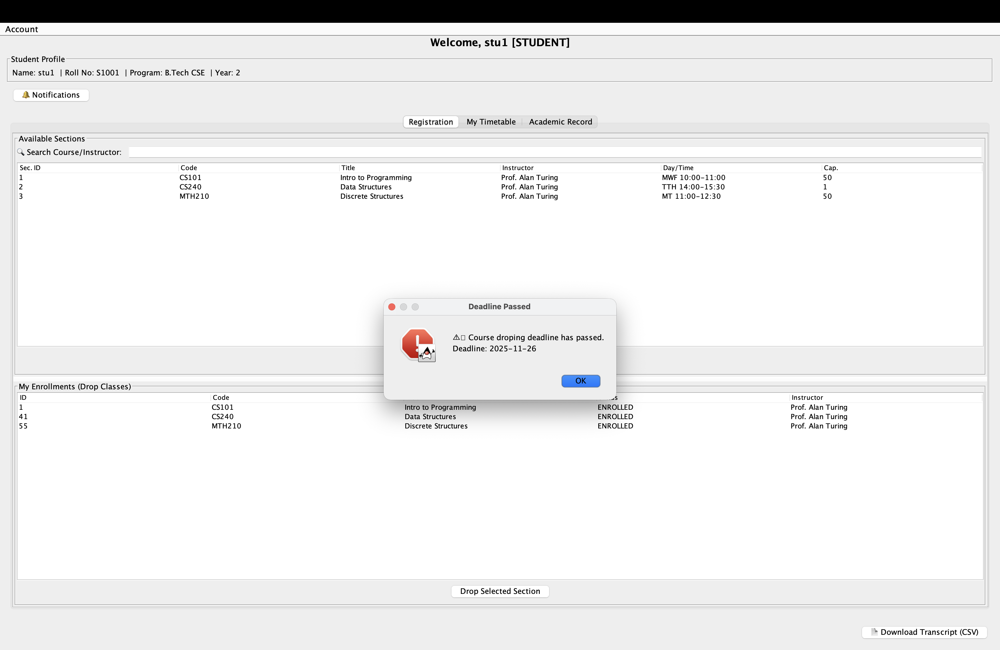 Account
Welcome, stu1 [STUDENT]
Student Profile
Name: stu1 | Roll No: S1001 | Program: B.Tech CSE | Year: 2
🔔 Notifications
Registration My Timetable Academic Record
Available Sections
🔍 Search Course/Instructor:
Sec. ID Code Title Instructor Day/Time Cap.
1 CS101 Intro to Programming Prof. Alan Turing MWF 10:00-11:00 50
2 CS240 Data Structures Prof. Alan Turing TTH 14:00-15:30 1
3 MTH210 Discrete Structures Prof. Alan Turing MT 11:00-12:30 50
Deadline Passed
⚠ Course droping deadline has passed.
Deadline: 2025-11-26
OK
My Enrollments (Drop Classes)
ID Code Instructor
1 CS101 Intro to Programming ENROLLED Prof. Alan Turing
41 CS240 Data Structures ENROLLED Prof. Alan Turing
55 MTH210 Discrete Structures ENROLLED Prof. Alan Turing
Drop Selected Section
Download Transcript (CSV)